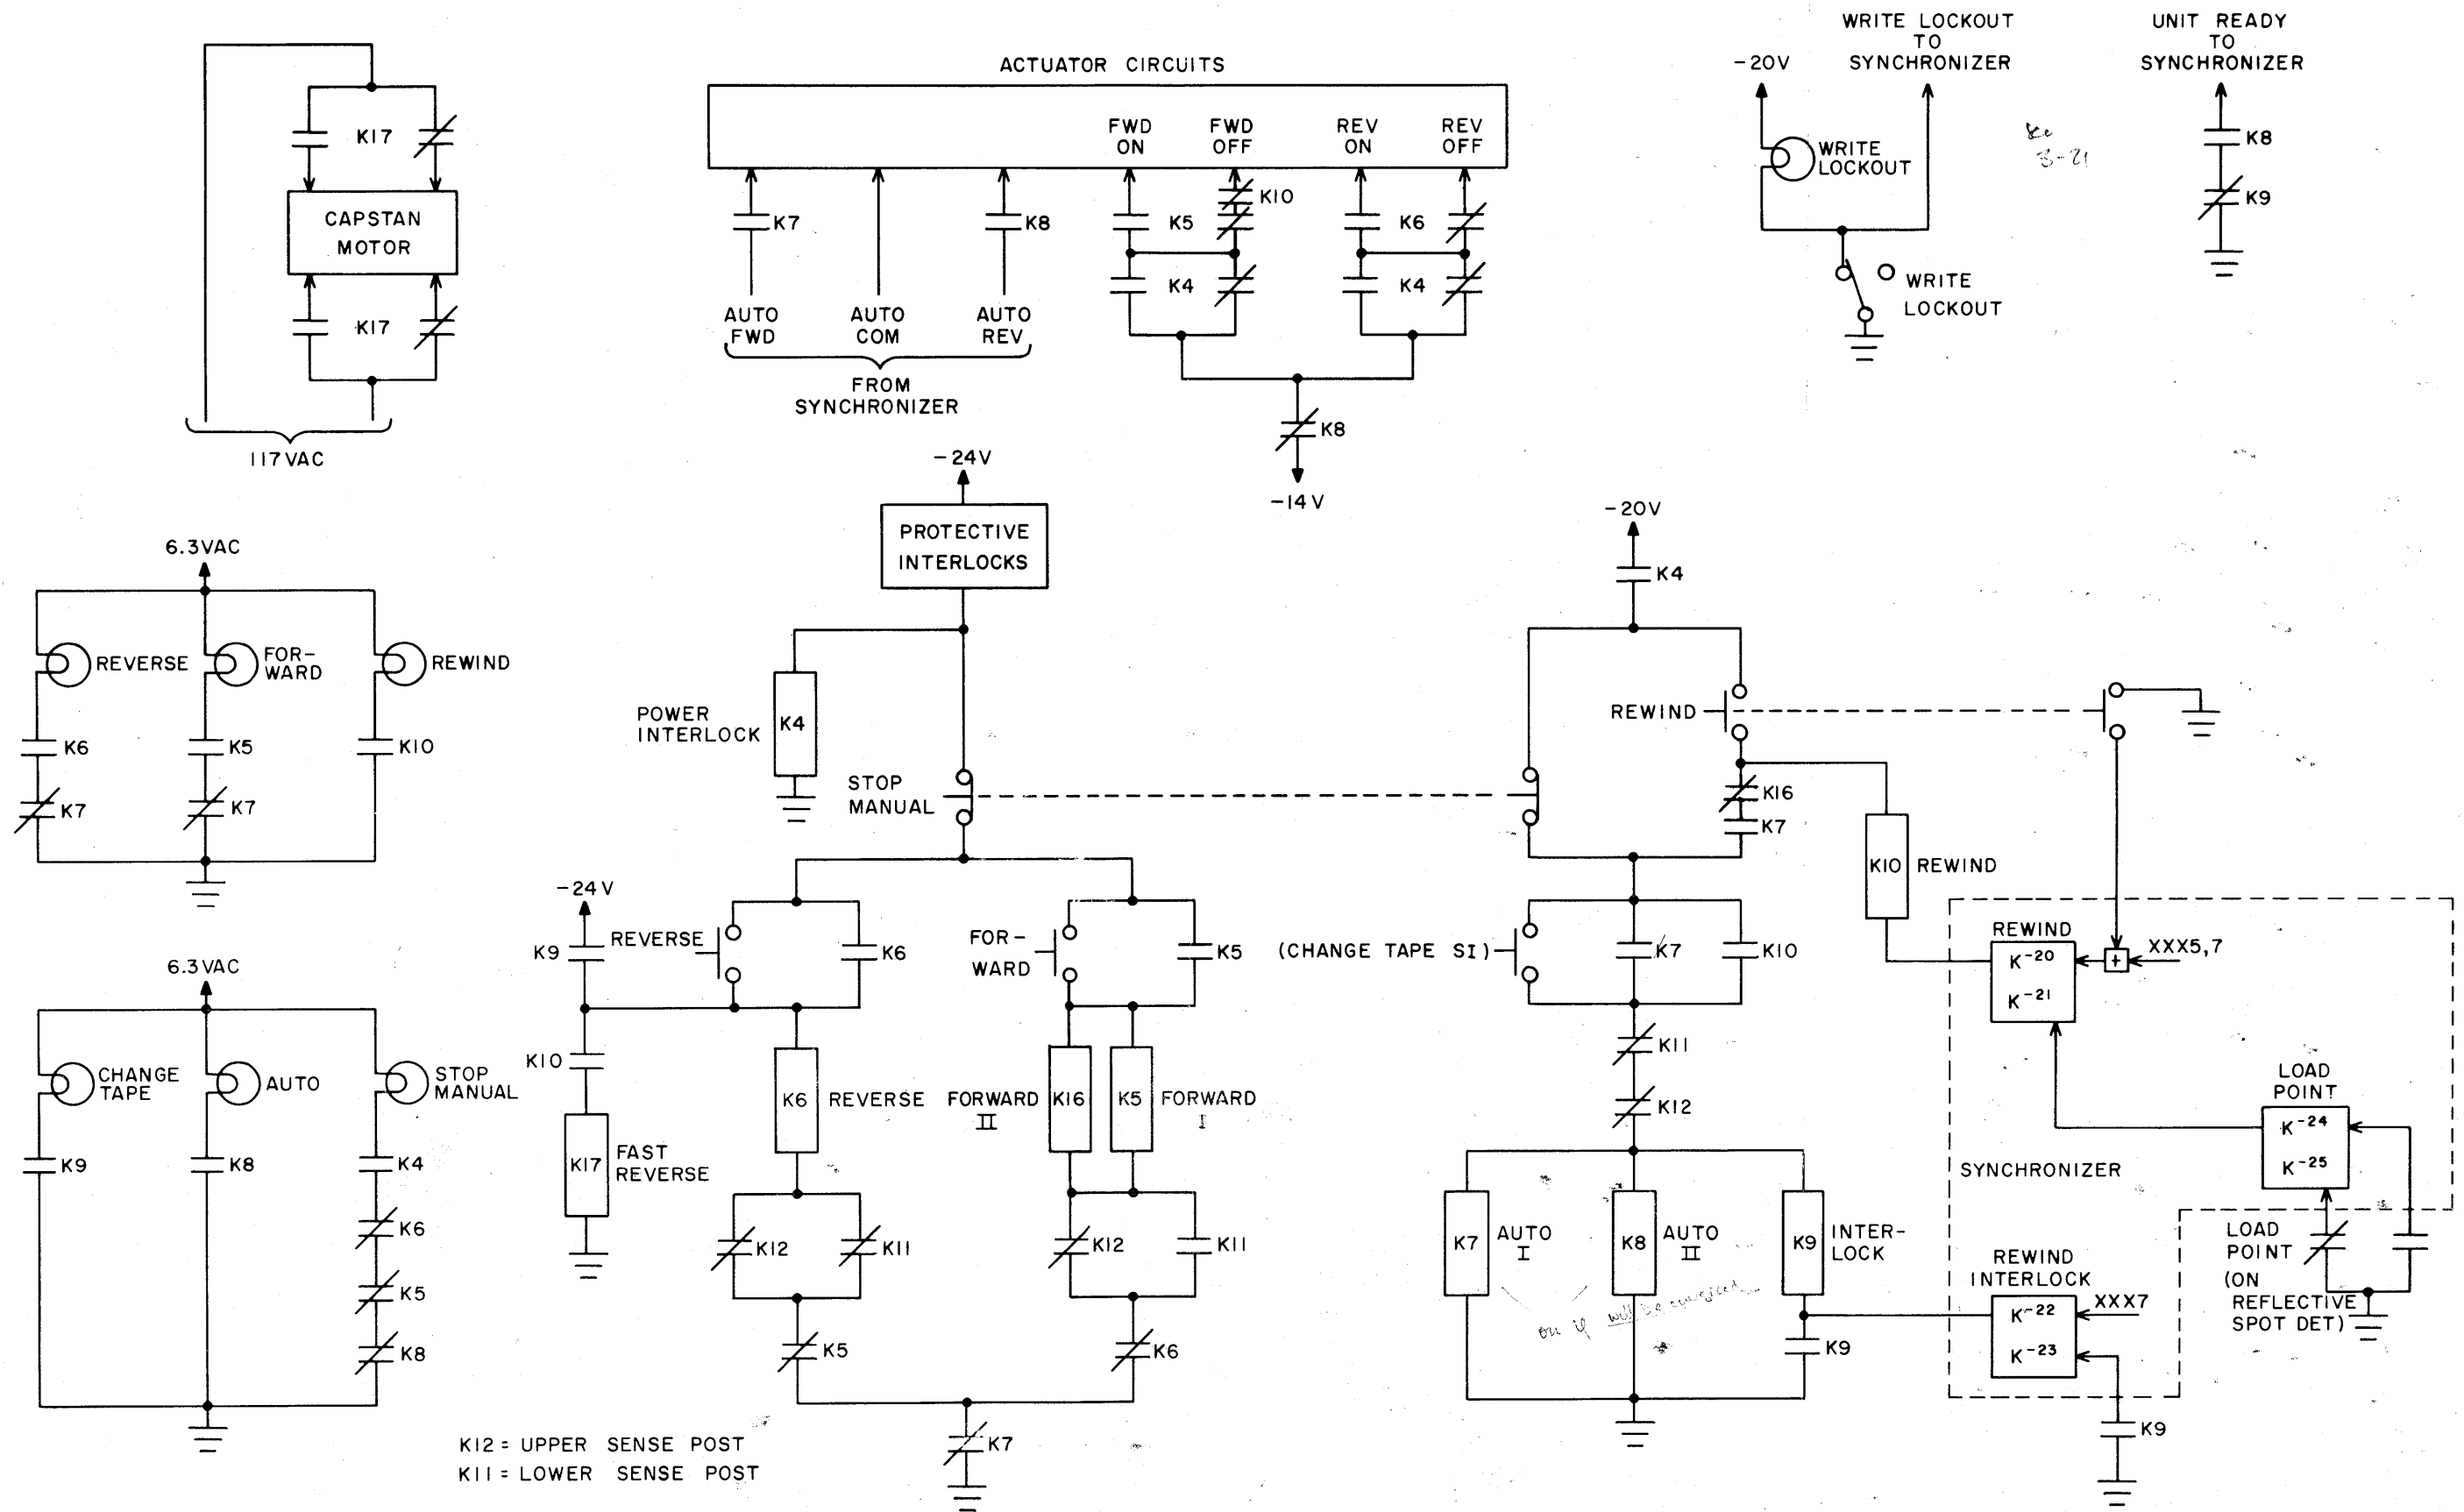 K17
CAPSTAN
MOTOR
K17
117VAC
ACTUATOR CIRCUITS
FWD
ON
FWD
OFF
REV
ON
REV
OFF
K7
K8
K5
K10
K6
K4
K4
AUTO
FWD
AUTO
COM
AUTO
REV
FROM
SYNCHRONIZER
K8
-14V
-20V
WRITE LOCKOUT
TO
SYNCHRONIZER
UNIT READY
TO
SYNCHRONIZER
WRITE
LOCKOUT
3-21
K8
K9
WRITE
LOCKOUT
6.3VAC
REVERSE
FOR-
WARD
REWIND
K6
K5
K10
K7
K7
6.3VAC
CHANGE
TAPE
AUTO
STOP
MANUAL
K9
K8
K4
K6
K5
K8
-24V
PROTECTIVE
INTERLOCKS
POWER
INTERLOCK
K4
STOP
MANUAL
-24V
K9
REVERSE
K6
FOR-
WARD
K5
K10
K6
REVERSE
FORWARD
II
K16
K5
FORWARD
I
K17
FAST
REVERSE
K12
K11
K12
K11
K5
K6
K7
K12 = UPPER SENSE POST
K11 = LOWER SENSE POST
-20V
K4
REWIND
K16
K7
K10
REWIND
(CHANGE TAPE SI)
K7
K10
K11
K12
K7
AUTO
I
K8
AUTO
II
K9
INTER-
LOCK
on if will be energized
K9
REWIND
K-20
K-21
+
XXX5,7
LOAD
POINT
K-24
K-25
SYNCHRONIZER
LOAD
POINT
(ON
REFLECTIVE
SPOT DET)
REWIND
INTERLOCK
K-22
K-23
XXX7
K9